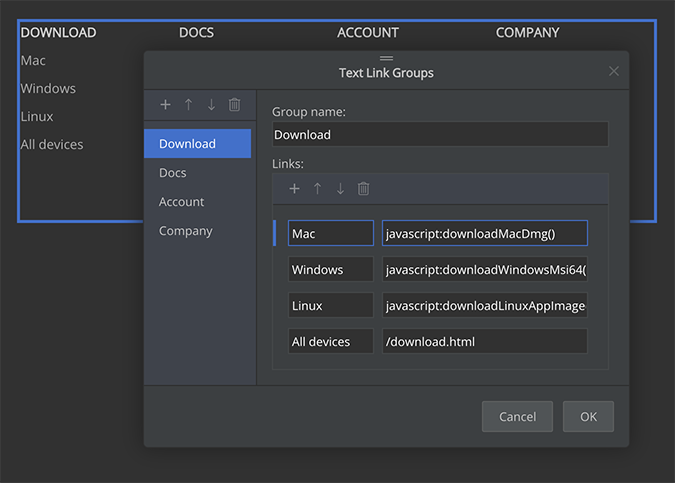 DOWNLOAD DOCS ACCOUNT COMPANY
Mac
Windows
Linux
All devices
Text Link Groups
Download
Docs
Account
Company
Group name:
Download
Links:
Mac javascript:downloadMacDmg()
Windows javascript:downloadWindowsMsi64(
Linux javascript:downloadLinuxAppImage
All devices /download.html
Cancel OK